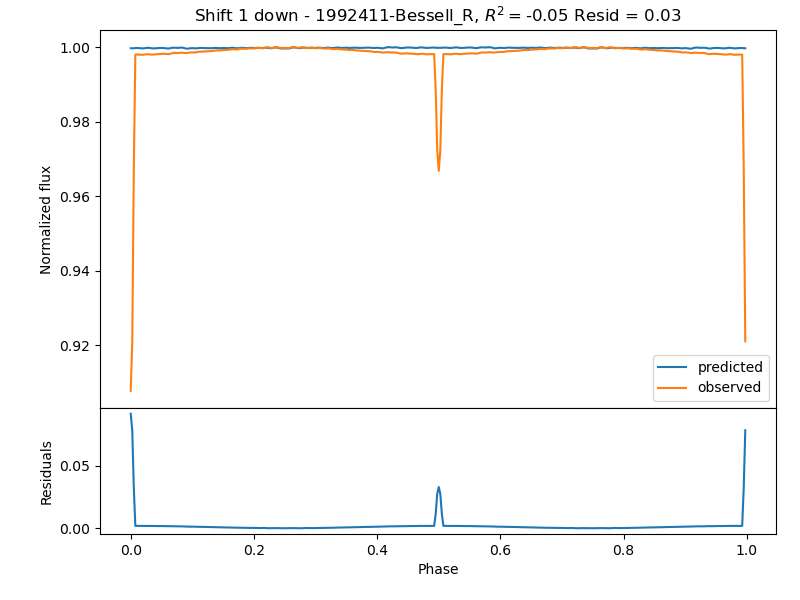 Shift 1 down - 1992411-Bessell_R, $R^2$ = -0.05 Resid = 0.03
Normalized flux
1.00
0.98
0.96
0.94
0.92
predicted
observed
Residuals
0.05
0.00
0.0 0.2 0.4 0.6 0.8 1.0
Phase